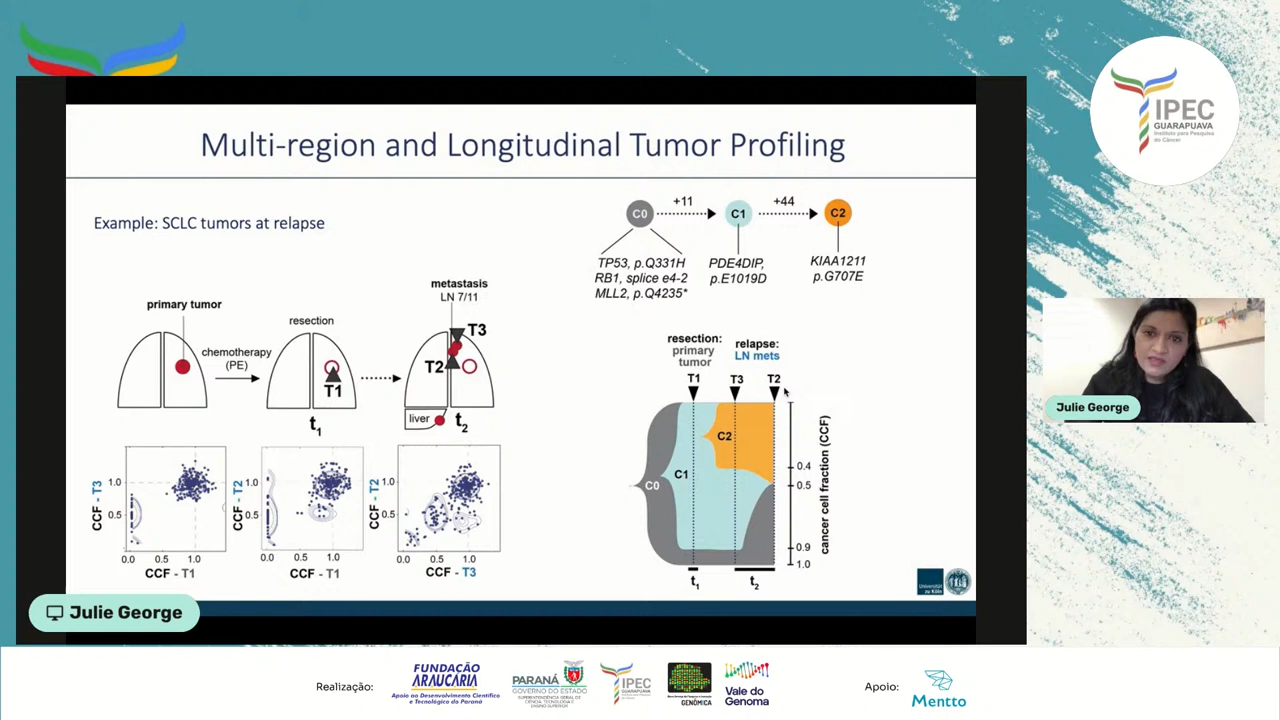 Multi-region and Longitudinal Tumor Profiling
Example: SCLC tumors at relapse
primary tumor
chemotherapy
(PE)
resection
T1
t1
metastasis
LN 7/11
T3
T2
liver
t2
CCF - T3
1.0
0.5
0.0 0.5 1.0
CCF - T1
CCF - T2
1.0
0.5
0.0 0.5 1.0
CCF - T1
CCF - T2
1.0
0.5
0.0 0.5 1.0
CCF - T3
C0 +11 C1 +44 C2
TP53, p.Q331H
RB1, splice e4-2
MLL2, p.Q4235*
PDE4DIP,
p.E1019D
KIAA1211
p.G707E
resection:
primary
tumor
relapse:
LN mets
T1 T3 T2
C0
C1
C2
0.4
0.5
0.9
1.0
cancer cell fraction (CCF)
t1
t2
Universität
zu Köln
IPEC
GUARAPUAVA
Instituto para Pesquisa
do Câncer
Julie George
Julie George
Realização:
FUNDAÇÃO
ARAUCÁRIA
Apoio ao Desenvolvimento Científico
e Tecnológico do Paraná
PARANÁ
GOVERNO DO ESTADO
SUPERINTENDÊNCIA GERAL DE
CIÊNCIA, TECNOLOGIA E
ENSINO SUPERIOR
IPEC
GUARAPUAVA
GENÔMICA
Vale do
Genoma
Apoio:
Mentto